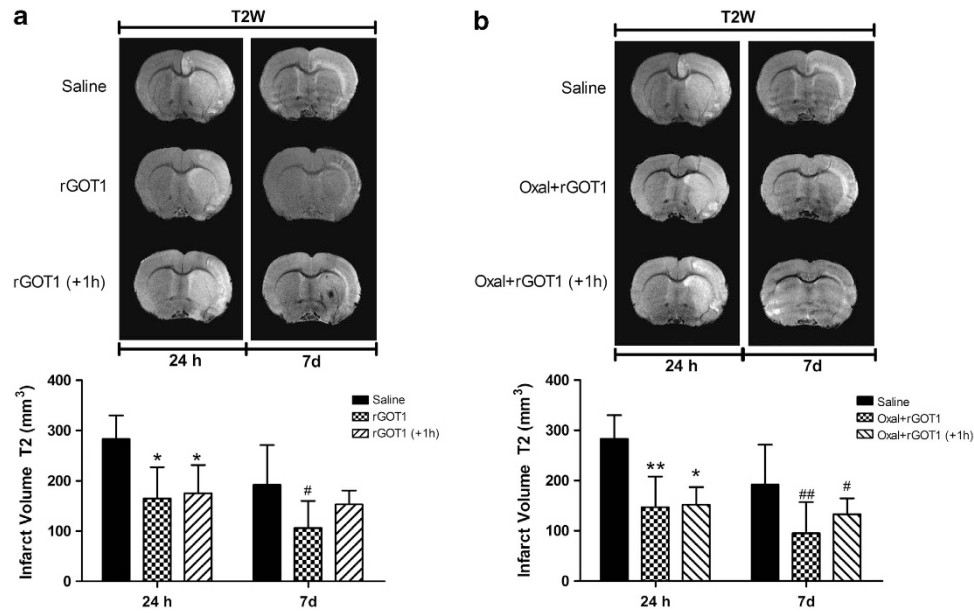 a
T2W
Saline
rGOT1
rGOT1 (+1h)
24 h
7d
Infarct Volume T2 (mm³)
400
300
200
100
0
Saline
rGOT1
rGOT1 (+1h)
*
*
#
24 h
7d
b
T2W
Saline
Oxal+rGOT1
Oxal+rGOT1 (+1h)
24 h
7d
Infarct Volume T2 (mm³)
400
300
200
100
0
Saline
Oxal+rGOT1
Oxal+rGOT1 (+1h)
**
*
##
#
24 h
7d